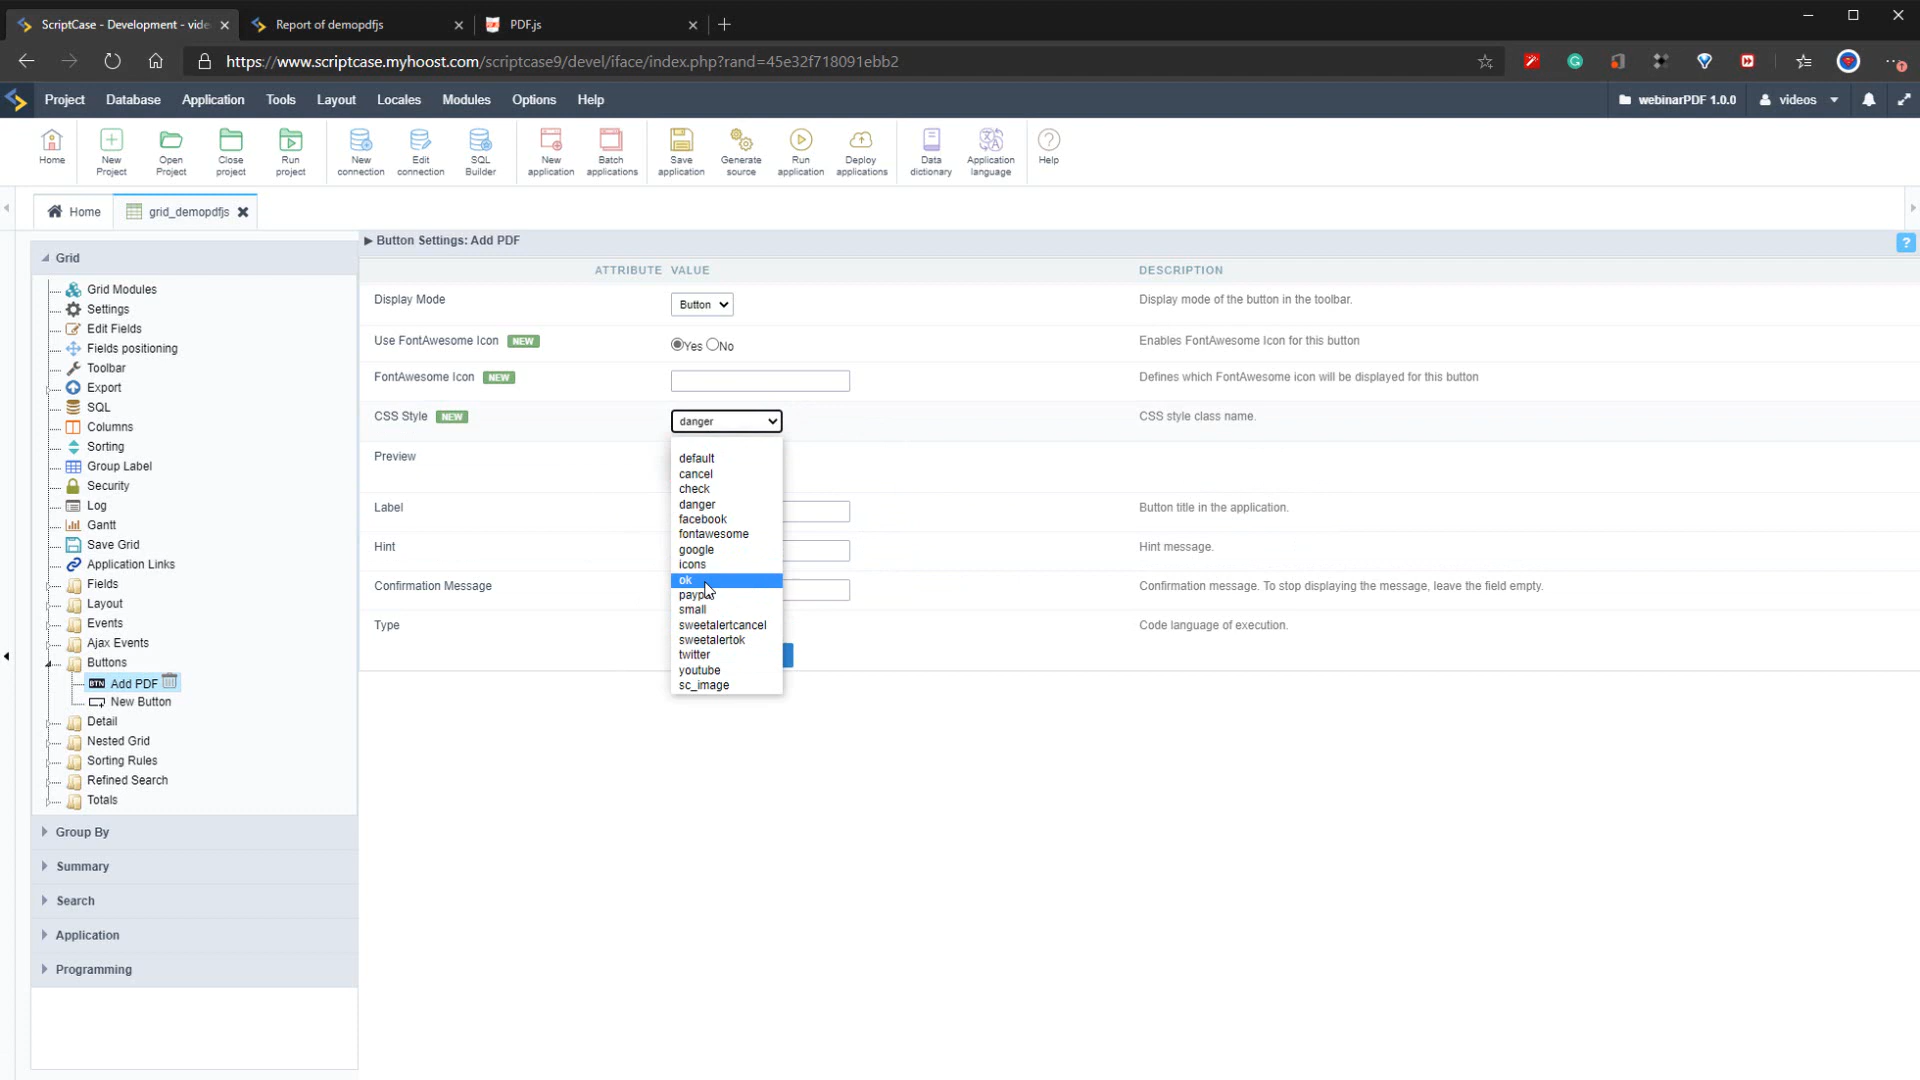 ScriptCase - Development - vide
Report of demopdfjs
PDF.js
https://www.scriptcase.myhoost.com/scriptcase9/devel/iface/index.php?rand=45e32f718091ebb2
Project Database Application Tools Layout Locales Modules Options Help
webinarPDF 1.0.0
videos
Home
New Project
Open Project
Close project
Run project
New connection
Edit connection
SQL Builder
New application
Batch applications
Save application
Generate source
Run application
Deploy applications
Data dictionary
Application language
Help
Home
grid_demopdfjs
Grid
Grid Modules
Settings
Edit Fields
Fields positioning
Toolbar
Export
SQL
Columns
Sorting
Group Label
Security
Log
Gantt
Save Grid
Application Links
Fields
Layout
Events
Ajax Events
Buttons
BTN Add PDF
New Button
Detail
Nested Grid
Sorting Rules
Refined Search
Totals
Group By
Summary
Search
Application
Programming
Button Settings: Add PDF
?
ATTRIBUTE VALUE DESCRIPTION
Display Mode Button Display mode of the button in the toolbar.
Use FontAwesome Icon NEW Yes No Enables FontAwesome Icon for this button
FontAwesome Icon NEW Defines which FontAwesome icon will be displayed for this button
CSS Style NEW danger CSS style class name.
Preview
Label Button title in the application.
Hint Hint message.
Confirmation Message Confirmation message. To stop displaying the message, leave the field empty.
Type Code language of execution.
default
cancel
check
danger
facebook
fontawesome
google
icons
ok
small
sweetalertcancel
sweetalertok
twitter
youtube
sc_image